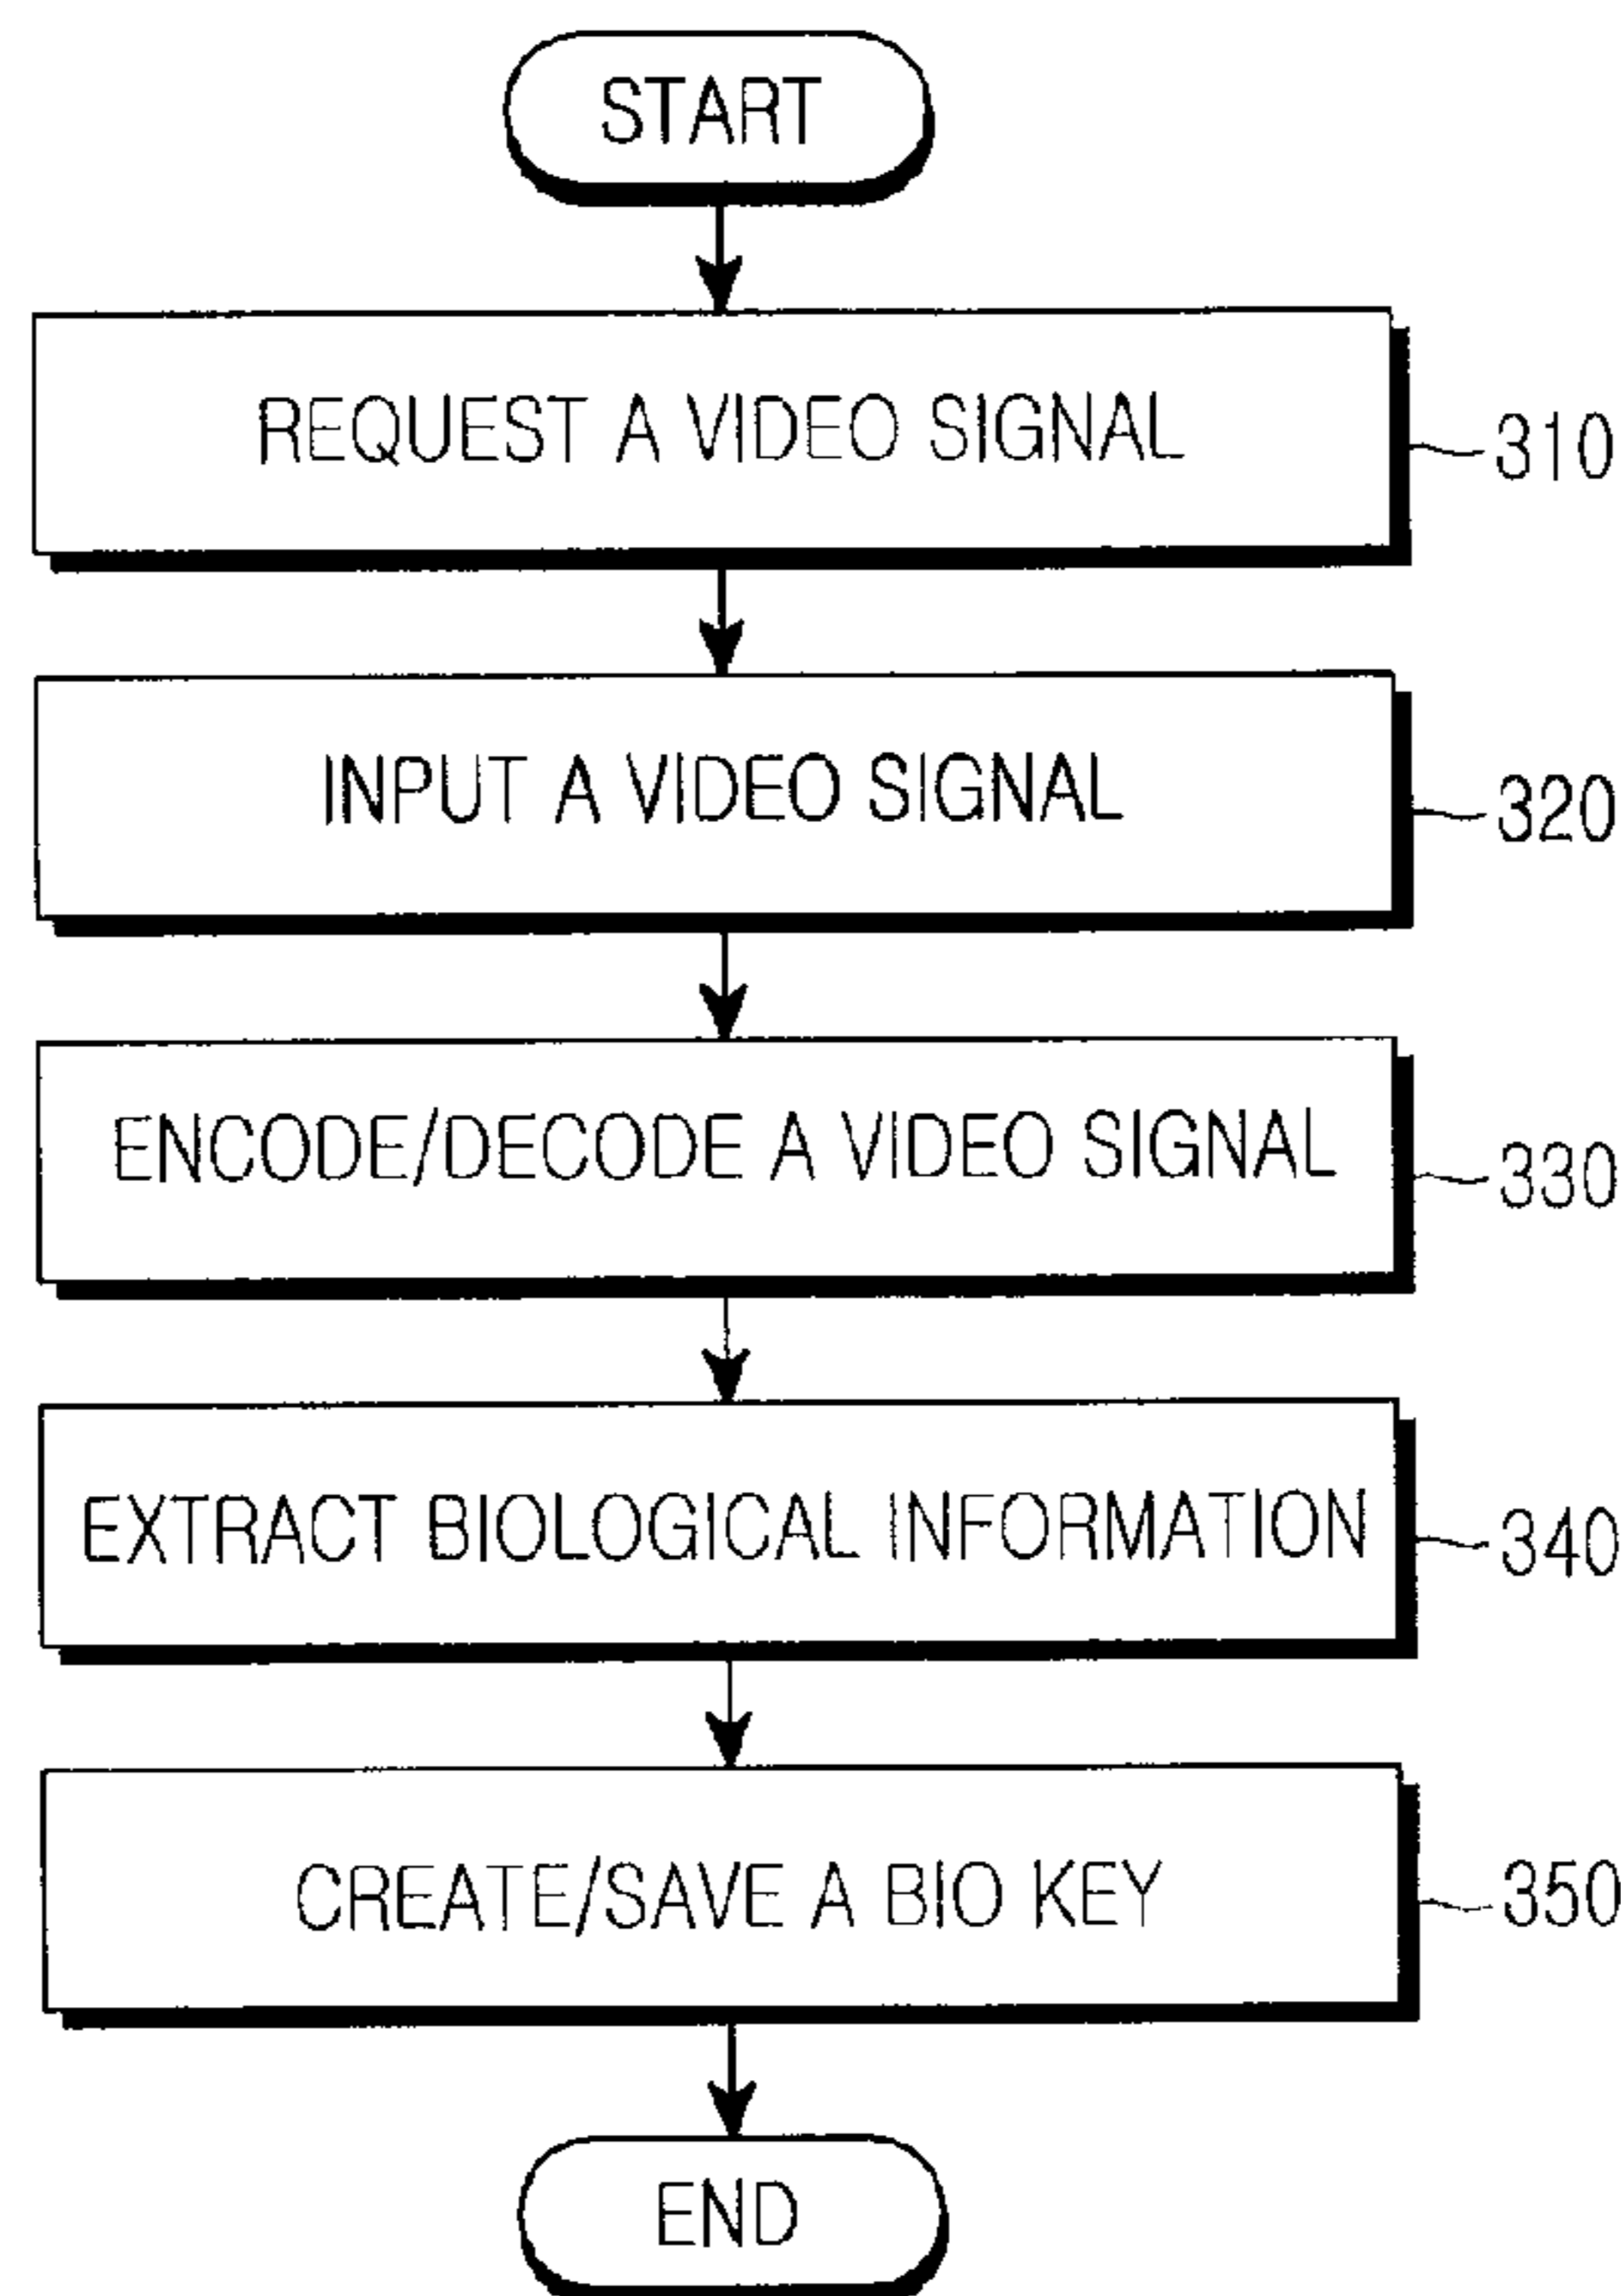 START
REQUEST A VIDEO SIGNAL
310
INPUT A VIDEO SIGNAL
320
ENCODE/DECODE A VIDEO SIGNAL
330
EXTRACT BIOLOGICAL INFORMATION
340
CREATE/SAVE A BIO KEY
350
END